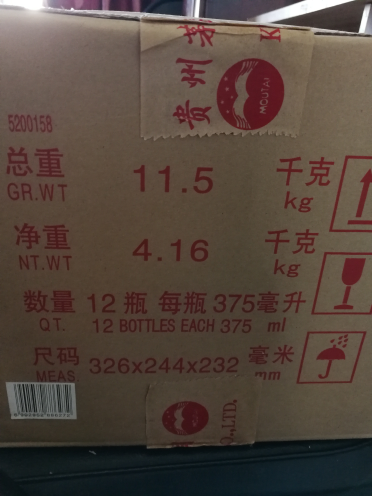 贵州茅
K
MOUTAI
5200158
总重 11.5 千克
GR.WT kg
净重 4.16 千克
NT.WT kg
数量 12瓶 每瓶 375毫升
QT. 12 BOTTLES EACH 375 ml
尺码 326x244x232 毫米
MEAS: mm
O.,LTD.